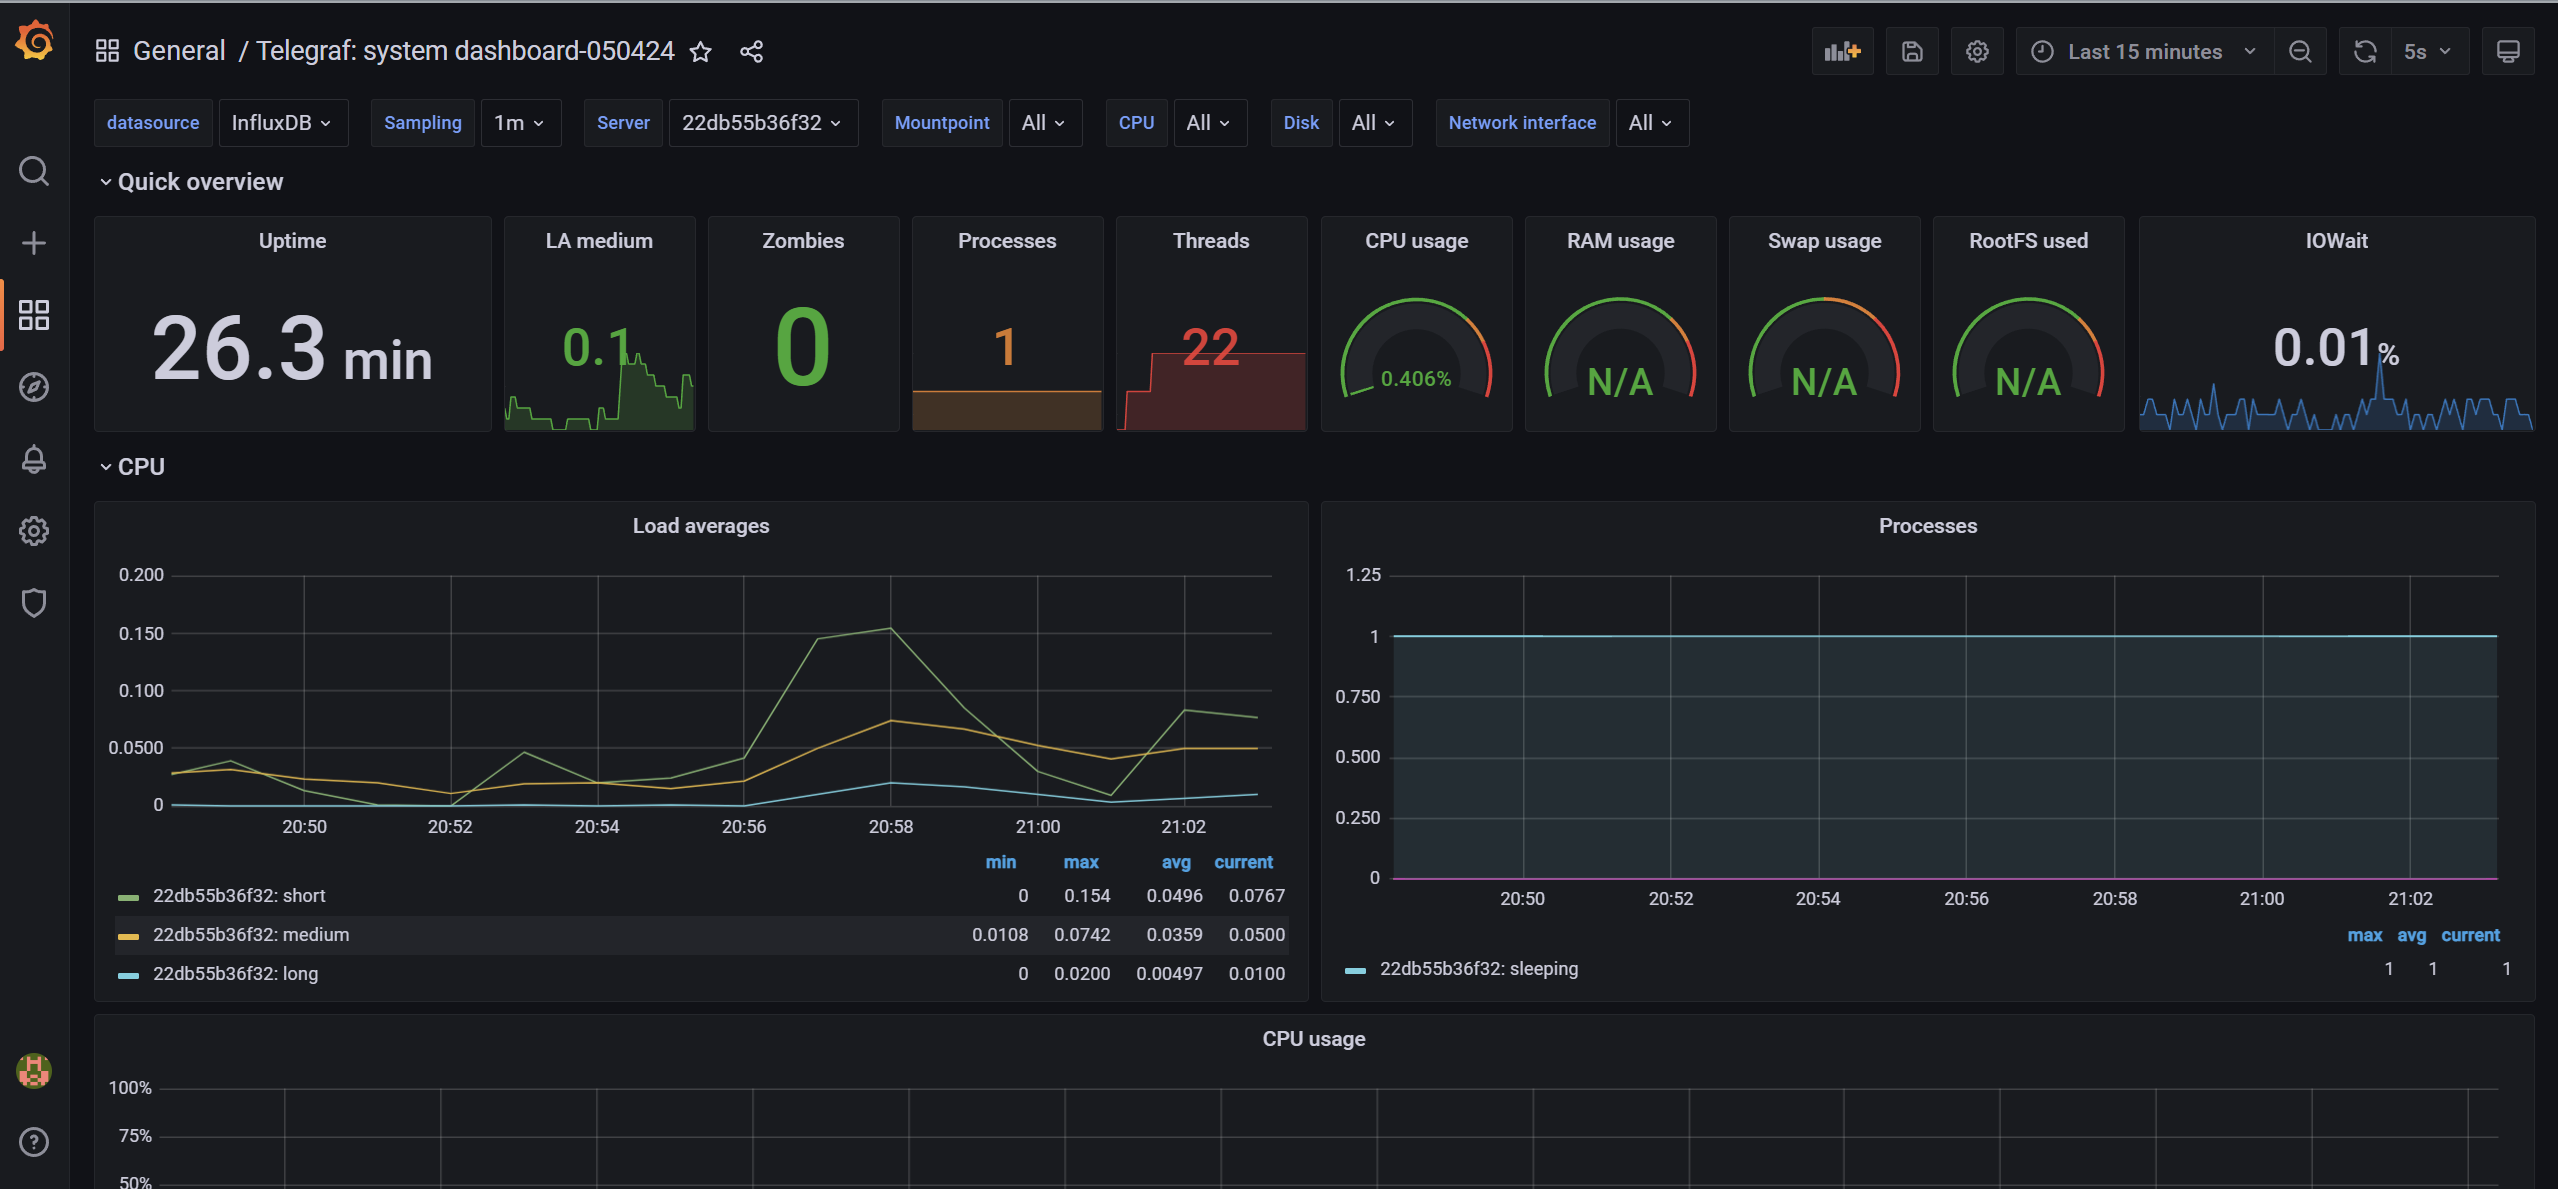 General / Telegraf: system dashboard-050424
Last 15 minutes 5s
datasource InfluxDB Sampling 1m Server 22db55b36f32 Mountpoint All CPU All Disk All Network interface All
Quick overview
Uptime LA medium Zombies Processes Threads CPU usage RAM usage Swap usage RootFS used IOWait
26.3 min 0.1 0 1 22 0.406% N/A N/A N/A 0.01%
CPU
Load averages
0.200
0.150
0.100
0.0500
0
20:50 20:52 20:54 20:56 20:58 21:00 21:02
min max avg current
22db55b36f32: short 0 0.154 0.0496 0.0767
22db55b36f32: medium 0.0108 0.0742 0.0359 0.0500
22db55b36f32: long 0 0.0200 0.00497 0.0100
Processes
1.25
1
0.750
0.500
0.250
0
20:50 20:52 20:54 20:56 20:58 21:00 21:02
max avg current
22db55b36f32: sleeping 1 1 1
CPU usage
100%
75%
50%